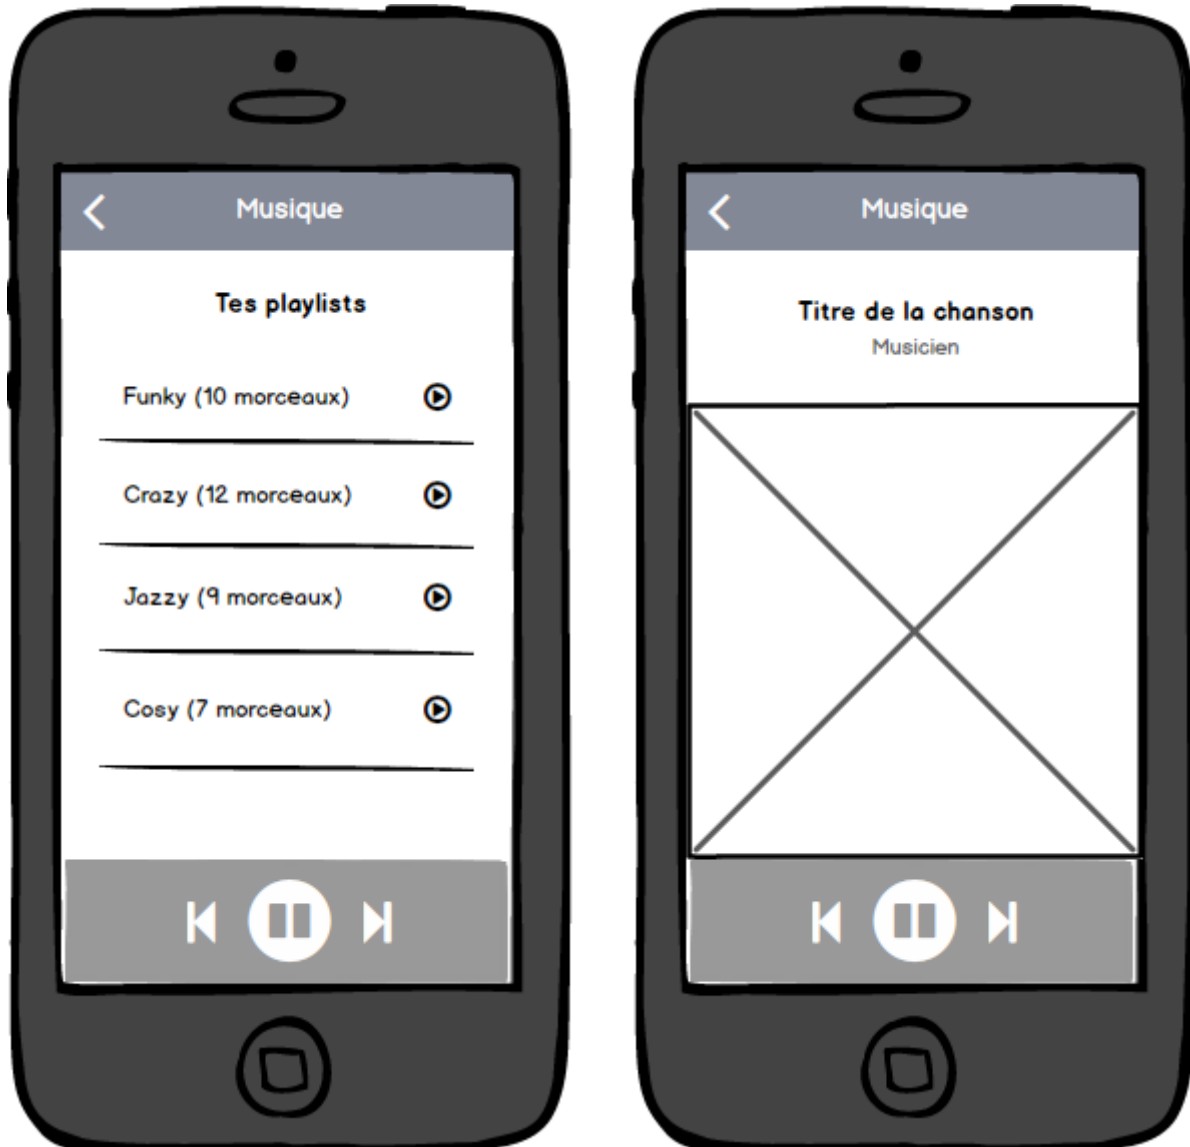 Musique
Tes playlists
Funky (10 morceaux)
Crazy (12 morceaux)
Jazzy (9 morceaux)
Cosy (7 morceaux)
Musique
Titre de la chanson
Musicien